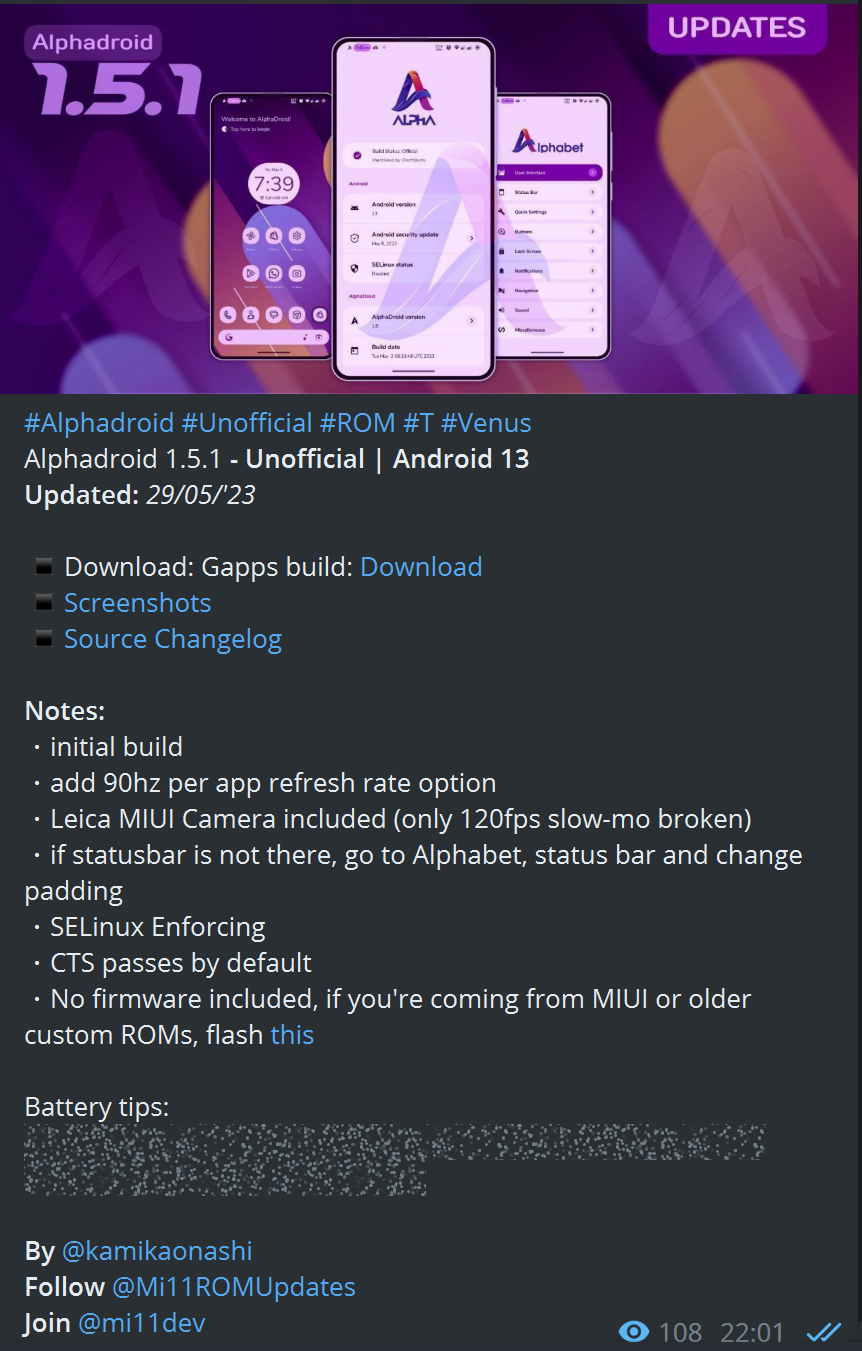 Alphadroid
1.5.1
UPDATES
Welcome to AlphaDroid!
Tap here to begin
7:39
ALPHA
Build Status: Official
Android
Android version
13
Android security update
May 5, 2023
SELinux status
Disabled
AlphaDroid
AlphaDroid version
1.5
Build date
Alphabet
User Interface
Status Bar
Quick Settings
Buttons
Lock Screen
Notifications
Navigation
Sound
Miscellaneous
#Alphadroid #Unofficial #ROM #T #Venus
Alphadroid 1.5.1 - Unofficial | Android 13
Updated: 29/05/'23
Download: Gapps build: Download
Screenshots
Source Changelog
Notes:
· initial build
· add 90hz per app refresh rate option
· Leica MIUI Camera included (only 120fps slow-mo broken)
· if statusbar is not there, go to Alphabet, status bar and change
padding
· SELinux Enforcing
· CTS passes by default
· No firmware included, if you're coming from MIUI or older
custom ROMs, flash this
Battery tips:
By @kamikaonashi
Follow @Mi11ROMUpdates
Join @mi11dev
108 22:01